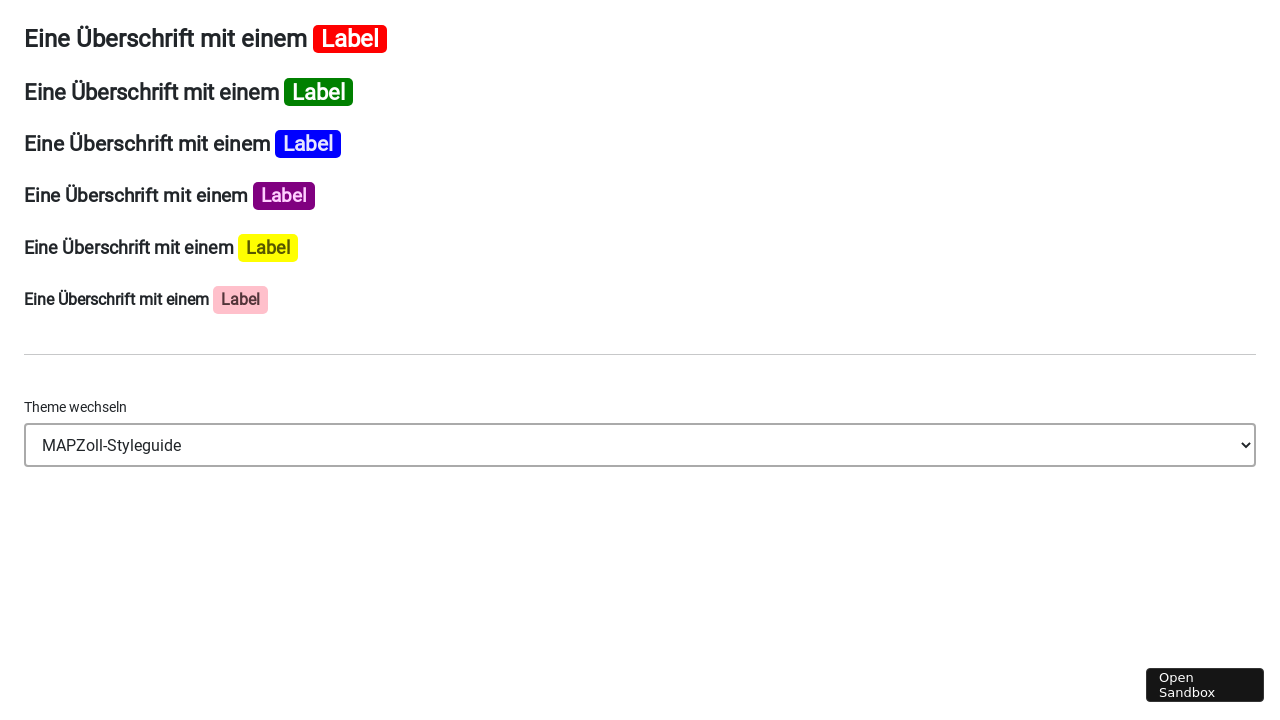 Eine Überschrift mit einem Label
Eine Überschrift mit einem Label
Eine Überschrift mit einem Label
Eine Überschrift mit einem Label
Eine Überschrift mit einem Label
Eine Überschrift mit einem Label
Theme wechseln
MAPZoll-Styleguide
Open
Sandbox